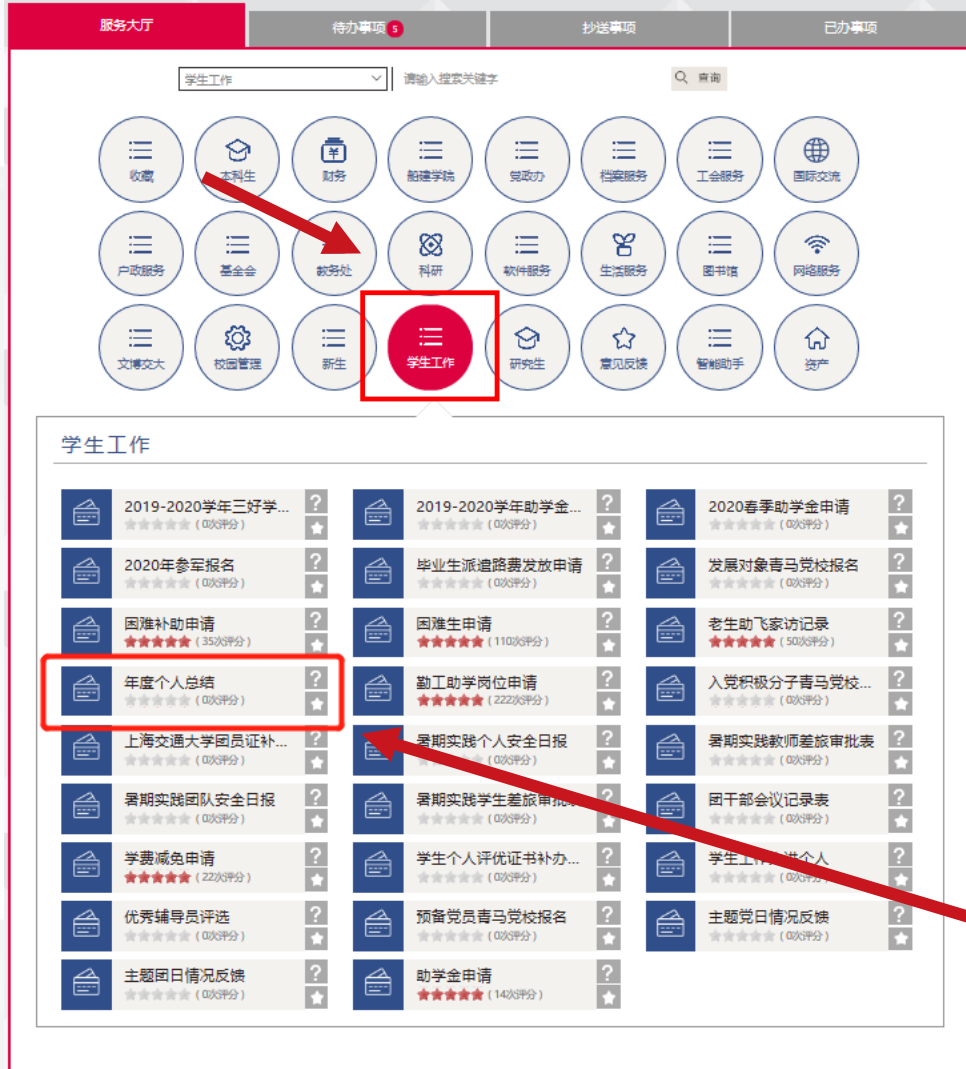 服务大厅
待办事项 5
抄送事项
已办事项
学生工作
请输入搜索关键字
查询
收藏
本科生
财务
船建学院
党政办
档案服务
工会服务
国际交流
户政服务
基金会
教务处
科研
软件服务
生活服务
图书馆
网络服务
文博交大
校园管理
新生
学生工作
研究生
意见反馈
智能助手
资产
学生工作
2019-2020学年三好学...
(0次评分)
2019-2020学年助学金...
(0次评分)
2020春季助学金申请
(0次评分)
2020年参军报名
(0次评分)
毕业生派遣路费发放申请
(0次评分)
发展对象青马党校报名
(0次评分)
困难补助申请
(35次评分)
困难生申请
(110次评分)
老生助飞家访记录
(50次评分)
年度个人总结
(0次评分)
勤工助学岗位申请
(222次评分)
入党积极分子青马党校...
(0次评分)
上海交通大学团员证补...
(0次评分)
暑期实践个人安全日报
(0次评分)
暑期实践教师差旅审批表
(0次评分)
暑期实践团队安全日报
(0次评分)
暑期实践学生差旅审批
(0次评分)
团干部会议记录表
(0次评分)
学费减免申请
(22次评分)
学生个人评优证书补办...
(0次评分)
学生工作 进个人
(0次评分)
优秀辅导员评选
(0次评分)
预备党员青马党校报名
(0次评分)
主题党日情况反馈
(0次评分)
主题团日情况反馈
(0次评分)
助学金申请
(14次评分)